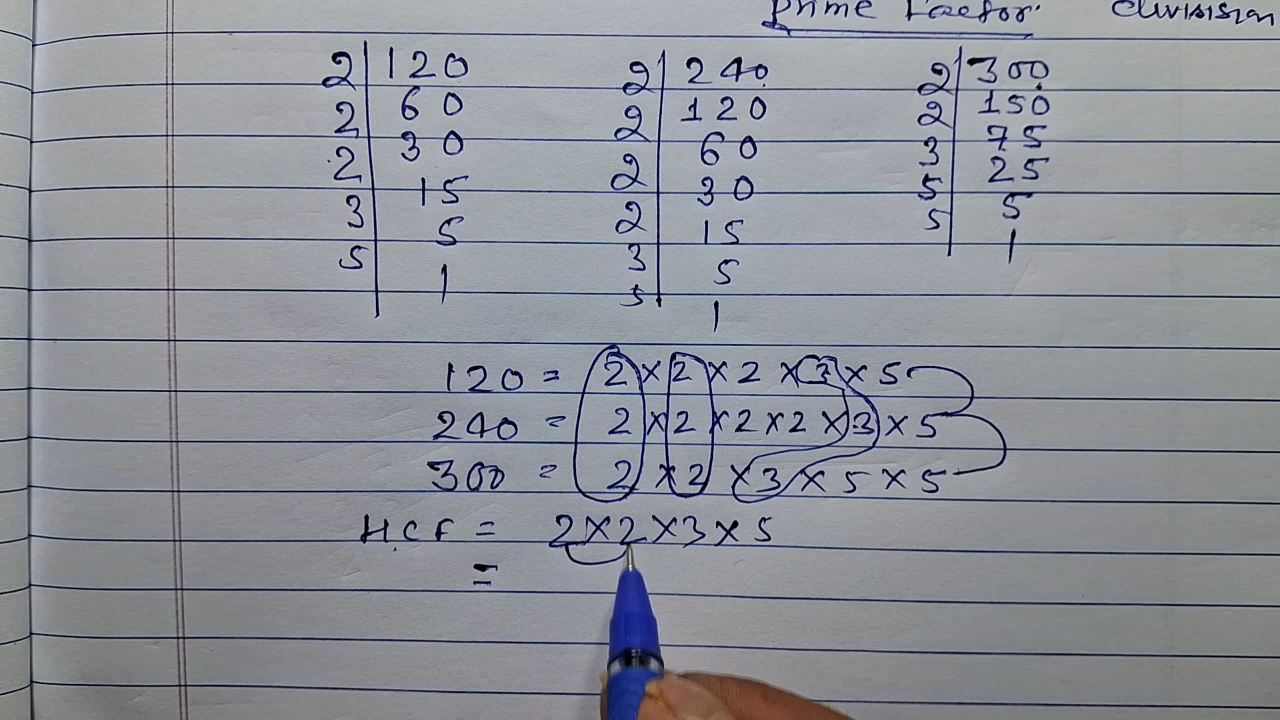 Prime Factor division
2 | 120 2 | 240 2 | 300
2 | 60 2 | 120 2 | 150
2 | 30 2 | 60 3 | 75
3 | 15 2 | 30 5 | 25
5 | 5 3 | 15 5 | 5
1 5 | 5 1
1
120 = 2 × 2 × 2 × 3 × 5
240 = 2 × 2 × 2 × 2 × 3 × 5
300 = 2 × 2 × 3 × 5 × 5
H.C.F = 2 × 2 × 3 × 5
=